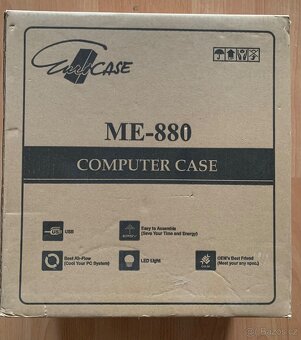 CASE
ME-880
COMPUTER CASE
USB
Easy to Assemble
(Save Your Time and Energy)
Best Air-Flow
(Cool Your PC System)
LED Light
OEM's Best Friend
(Meet your any spec.)